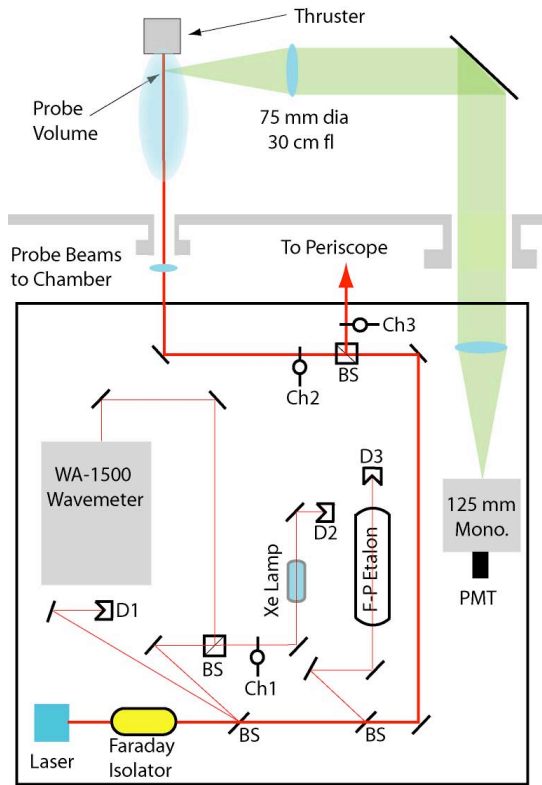 Thruster
Probe
Volume
75 mm dia
30 cm fl
Probe Beams
to Chamber
To Periscope
Ch3
BS
Ch2
WA-1500
Wavemeter
D3
D2
125 mm
Mono.
Xe Lamp
F-P Etalon
PMT
D1
BS
Ch1
BS
BS
Laser
Faraday
Isolator